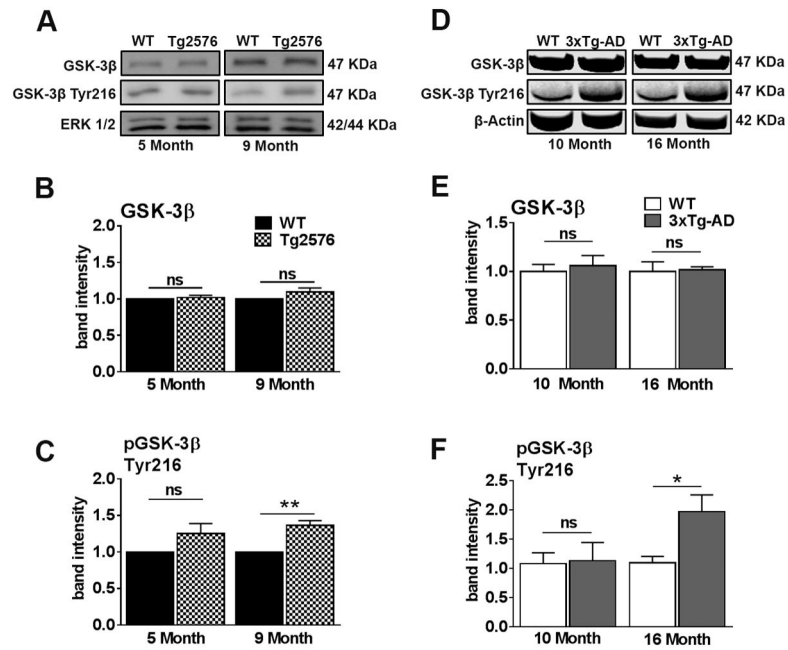 A
WT Tg2576 WT Tg2576
GSK-3β 47 KDa
GSK-3β Tyr216 47 KDa
ERK 1/2 42/44 KDa
5 Month 9 Month
B
GSK-3β
WT
Tg2576
band intensity
2.0
1.5
1.0
0.5
0.0
ns ns
5 Month 9 Month
C
pGSK-3β
Tyr216
band intensity
2.0
1.5
1.0
0.5
0.0
ns **
5 Month 9 Month
D
WT 3xTg-AD WT 3xTg-AD
GSK-3β 47 KDa
GSK-3β Tyr216 47 KDa
β-Actin 42 KDa
10 Month 16 Month
E
GSK-3β
WT
3xTg-AD
band intensity
1.5
1.0
0.5
0.0
ns ns
10 Month 16 Month
F
pGSK-3β
Tyr216
band intensity
2.5
2.0
1.5
1.0
0.5
0.0
ns *
10 Month 16 Month